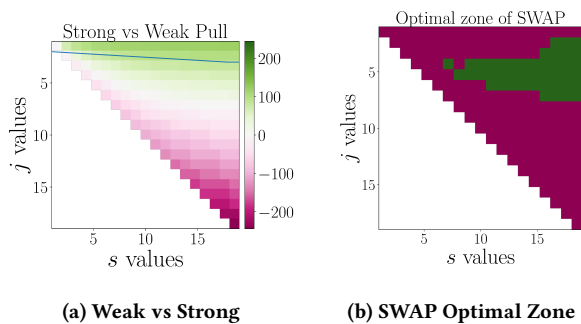 Strong vs Weak Pull
5
10
15
j values
5
10
15
s values
200
100
0
−100
−200
(a) Weak vs Strong
Optimal zone of SWAP
5
10
15
j values
5
10
15
s values
(b) SWAP Optimal Zone